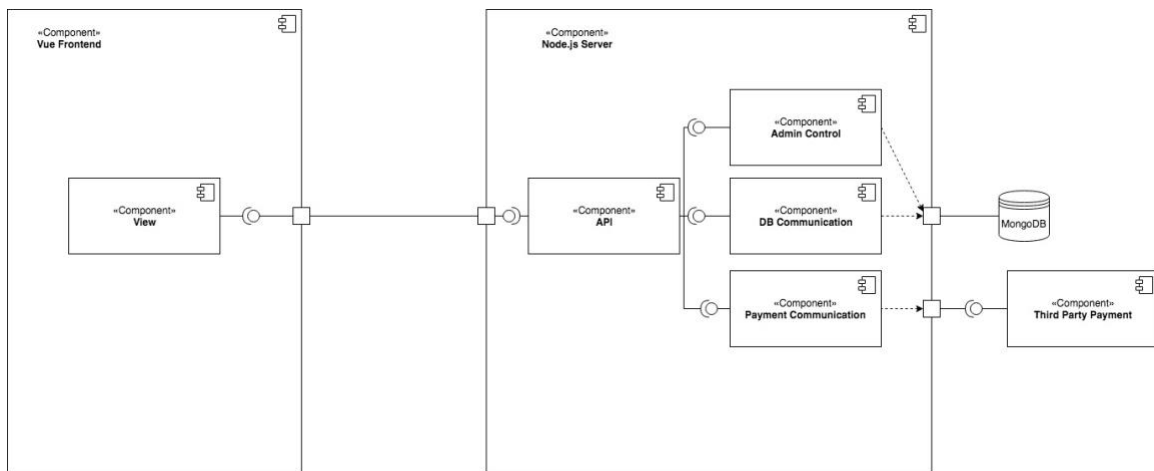 «Component»
Vue Frontend
«Component»
Node.js Server
«Component»
Admin Control
«Component»
View
«Component»
API
«Component»
DB Communication
MongoDB
«Component»
Payment Communication
«Component»
Third Party Payment